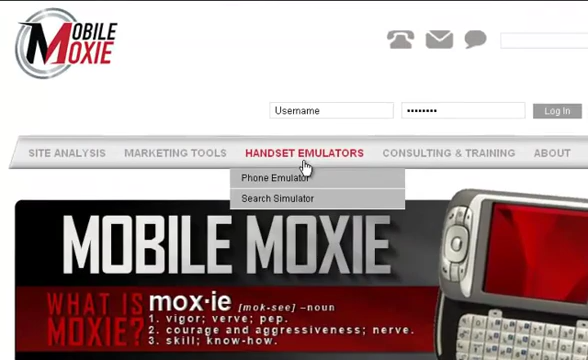 MOBILE
MOXIE
Username
••••••••
Log In
SITE ANALYSIS MARKETING TOOLS HANDSET EMULATORS CONSULTING & TRAINING ABOUT
Phone Emulator
Search Simulator
MOBILE MOXIE
WHAT IS MOXIE?
mox·ie [mok-see] –noun
1. vigor; verve; pep.
2. courage and aggressiveness; nerve.
3. skill; know-how.